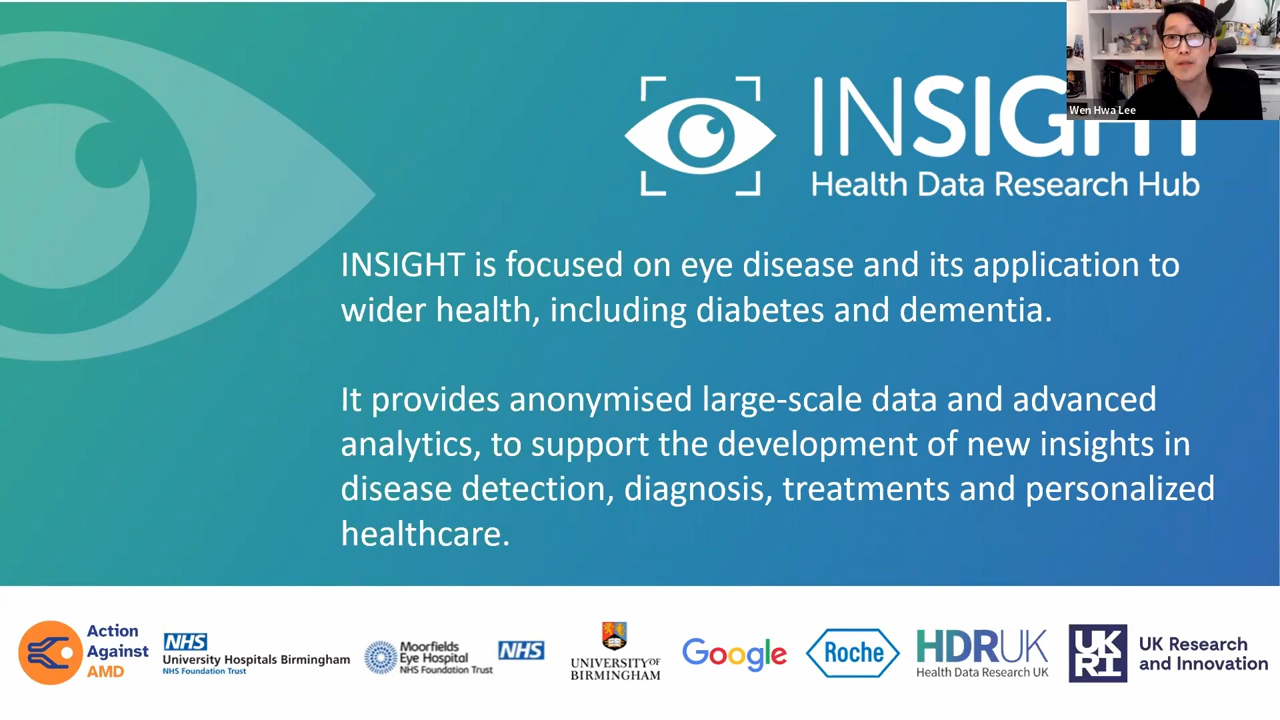 INSIGHT
Wen Hwa Lee
Health Data Research Hub
INSIGHT is focused on eye disease and its application to
wider health, including diabetes and dementia.
It provides anonymised large-scale data and advanced
analytics, to support the development of new insights in
disease detection, diagnosis, treatments and personalized
healthcare.
Action
Against
AMD
NHS
University Hospitals Birmingham
NHS Foundation Trust
Moorfields
Eye Hospital
NHS Foundation Trust
NHS
UNIVERSITY OF
BIRMINGHAM
Google
Roche
HDRUK
Health Data Research UK
UK
RI
UK Research
and Innovation